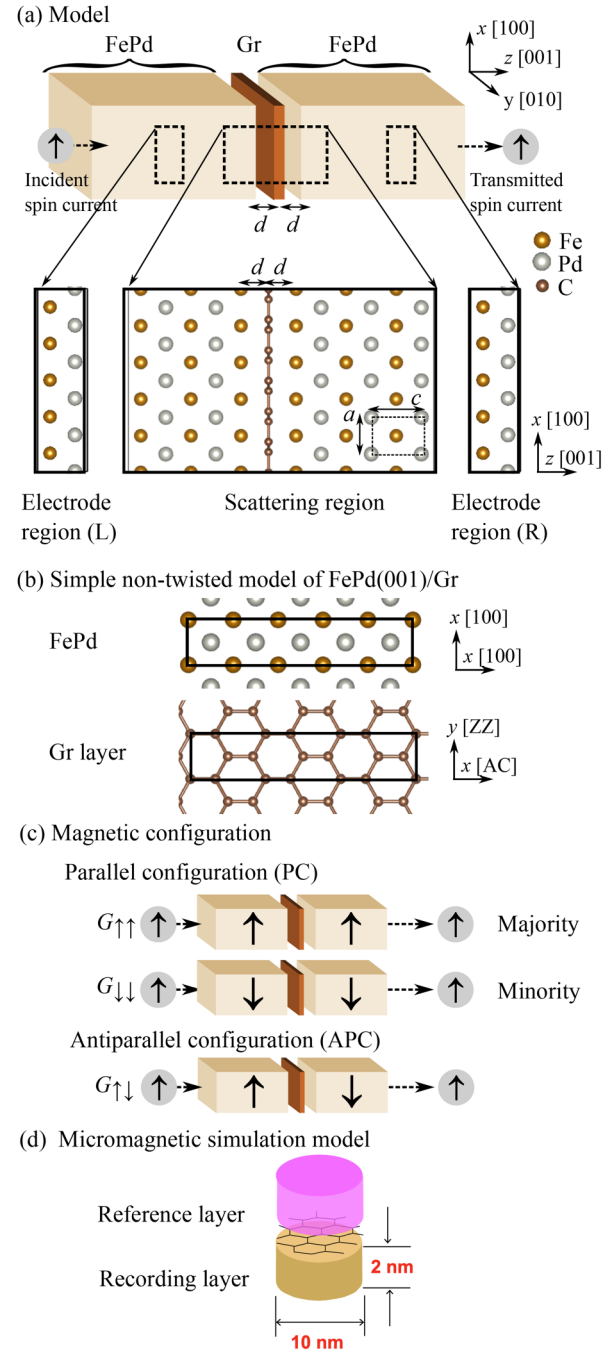 (a) Model
FePd Gr FePd
x [100]
z [001]
y [010]
↑ ↑
Incident
spin current
Transmitted
spin current
d d
Fe
Pd
C
d d
a c
x [100]
z [001]
Electrode
region (L)
Scattering region
Electrode
region (R)
(b) Simple non-twisted model of FePd(001)/Gr
FePd
x [100]
x [100]
Gr layer
y [ZZ]
x [AC]
(c) Magnetic configuration
Parallel configuration (PC)
G↑↑ ↑ ↑ ↑ ↑ Majority
G↓↓ ↑ ↓ ↓ ↑ Minority
Antiparallel configuration (APC)
G↑↓ ↑ ↑ ↓ ↑
(d) Micromagnetic simulation model
Reference layer
Recording layer
2 nm
10 nm